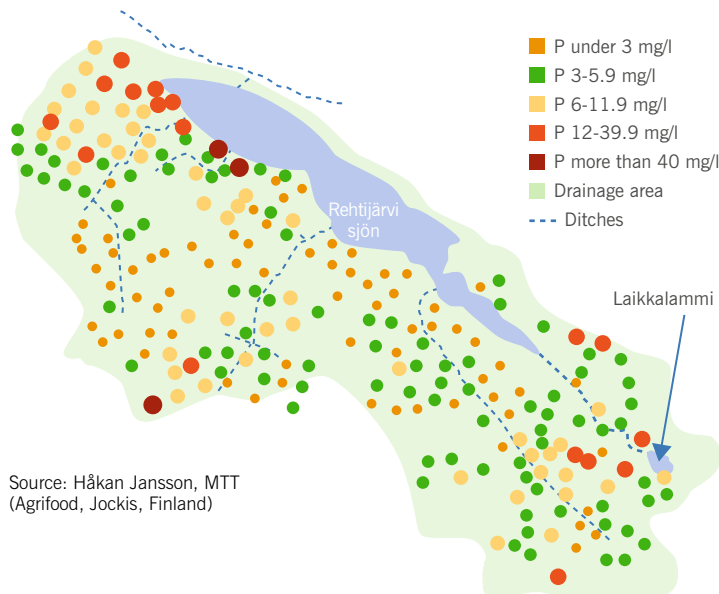 P under 3 mg/l
P 3-5.9 mg/l
P 6-11.9 mg/l
P 12-39.9 mg/l
P more than 40 mg/l
Drainage area
Ditches
Rehtijärvi
sjön
Laikkalammi
Source: Håkan Jansson, MTT
(Agrifood, Jockis, Finland)